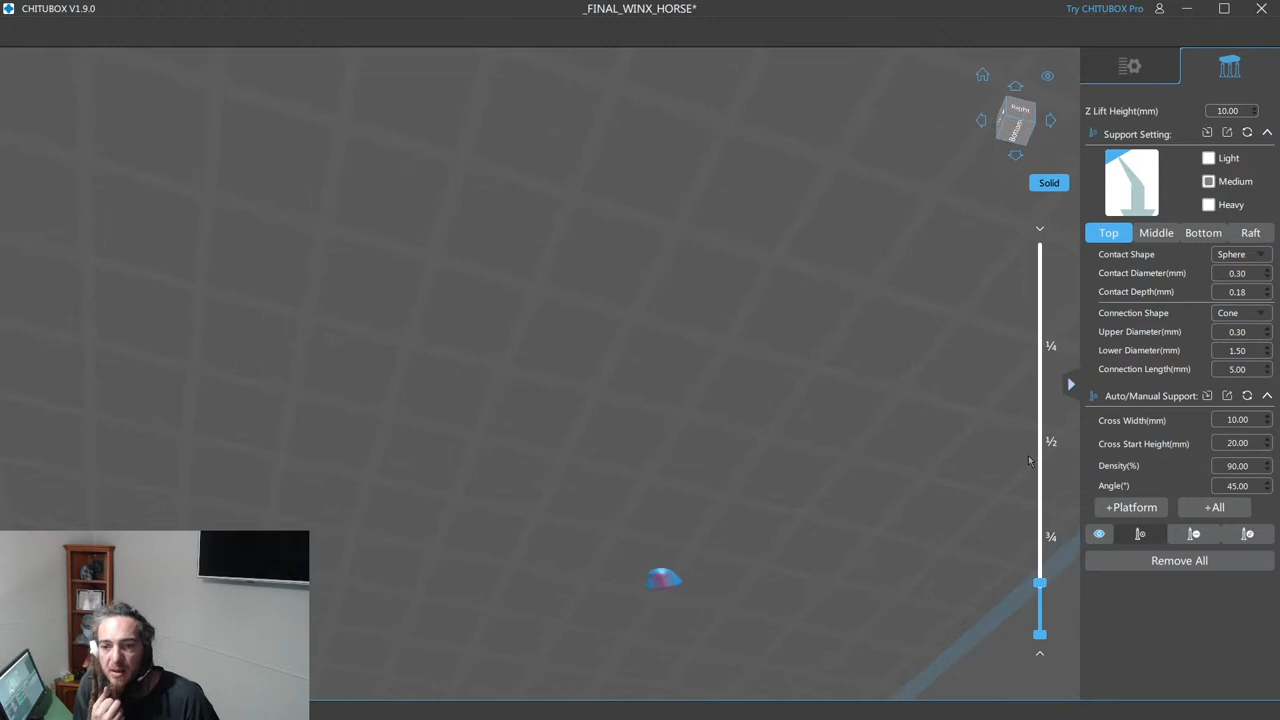 CHITUBOX V1.9.0
_FINAL_WINX_HORSE*
Try CHITUBOX Pro
Right
Bottom
Solid
¼
½
¾
Z Lift Height(mm) 10.00
Support Setting:
Light
Medium
Heavy
Top Middle Bottom Raft
Contact Shape Sphere
Contact Diameter(mm) 0.30
Contact Depth(mm) 0.18
Connection Shape Cone
Upper Diameter(mm) 0.30
Lower Diameter(mm) 1.50
Connection Length(mm) 5.00
Auto/Manual Support:
Cross Width(mm) 10.00
Cross Start Height(mm) 20.00
Density(%) 90.00
Angle(°) 45.00
+Platform +All
Remove All